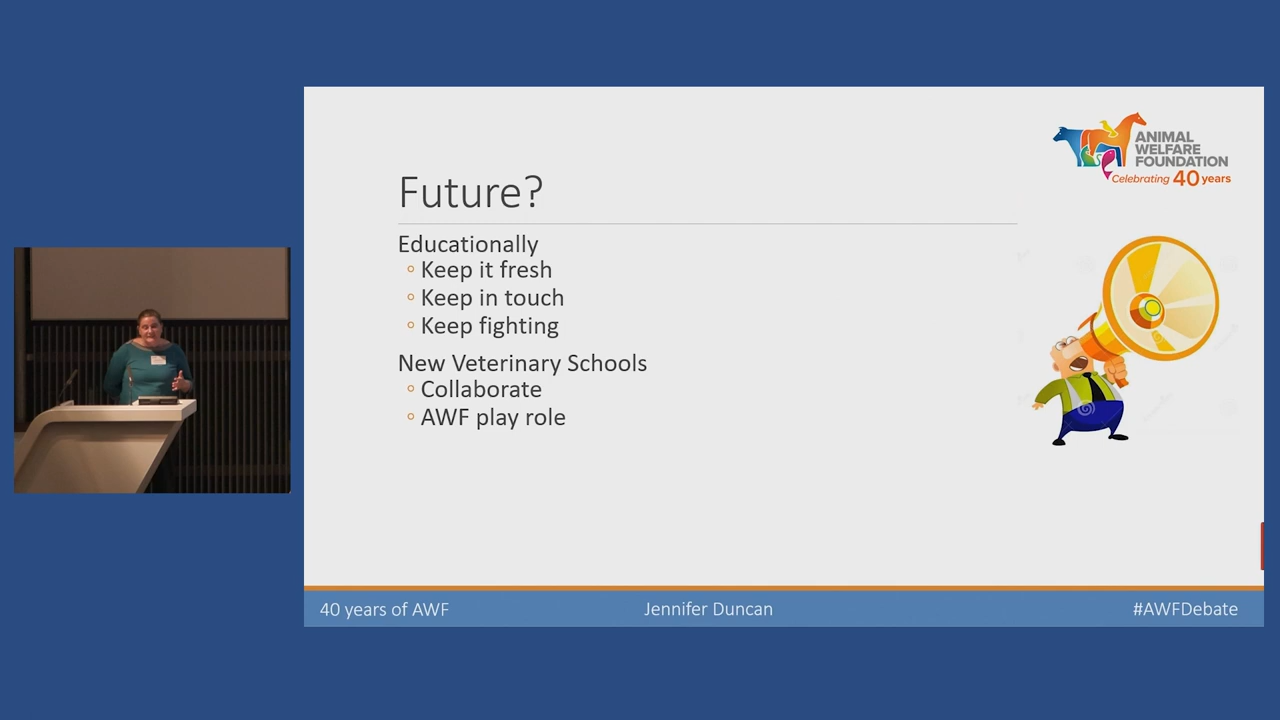 ANIMAL
WELFARE
FOUNDATION
Celebrating 40 years
Future?
Educationally
Keep it fresh
Keep in touch
Keep fighting
New Veterinary Schools
Collaborate
AWF play role
40 years of AWF
Jennifer Duncan
#AWFDebate